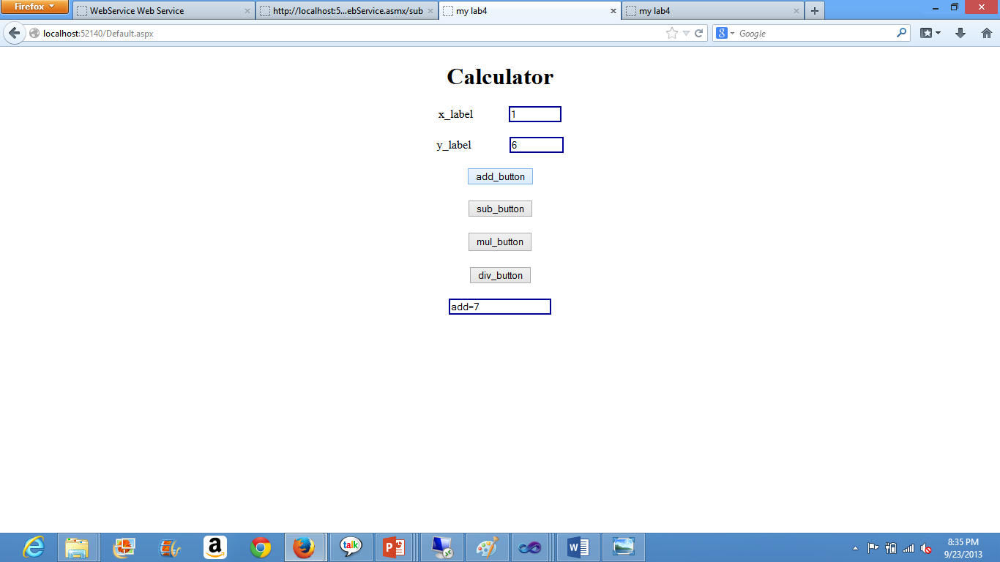 Firefox
WebService Web Service
http://localhost:5...ebService.asmx/sub
my lab4
my lab4
localhost:52140/Default.aspx
8
Google
Calculator
x_label
1
y_label
6
add_button
sub_button
mul_button
div_button
add=7
a
talk
P
W
8:35 PM
9/23/2013